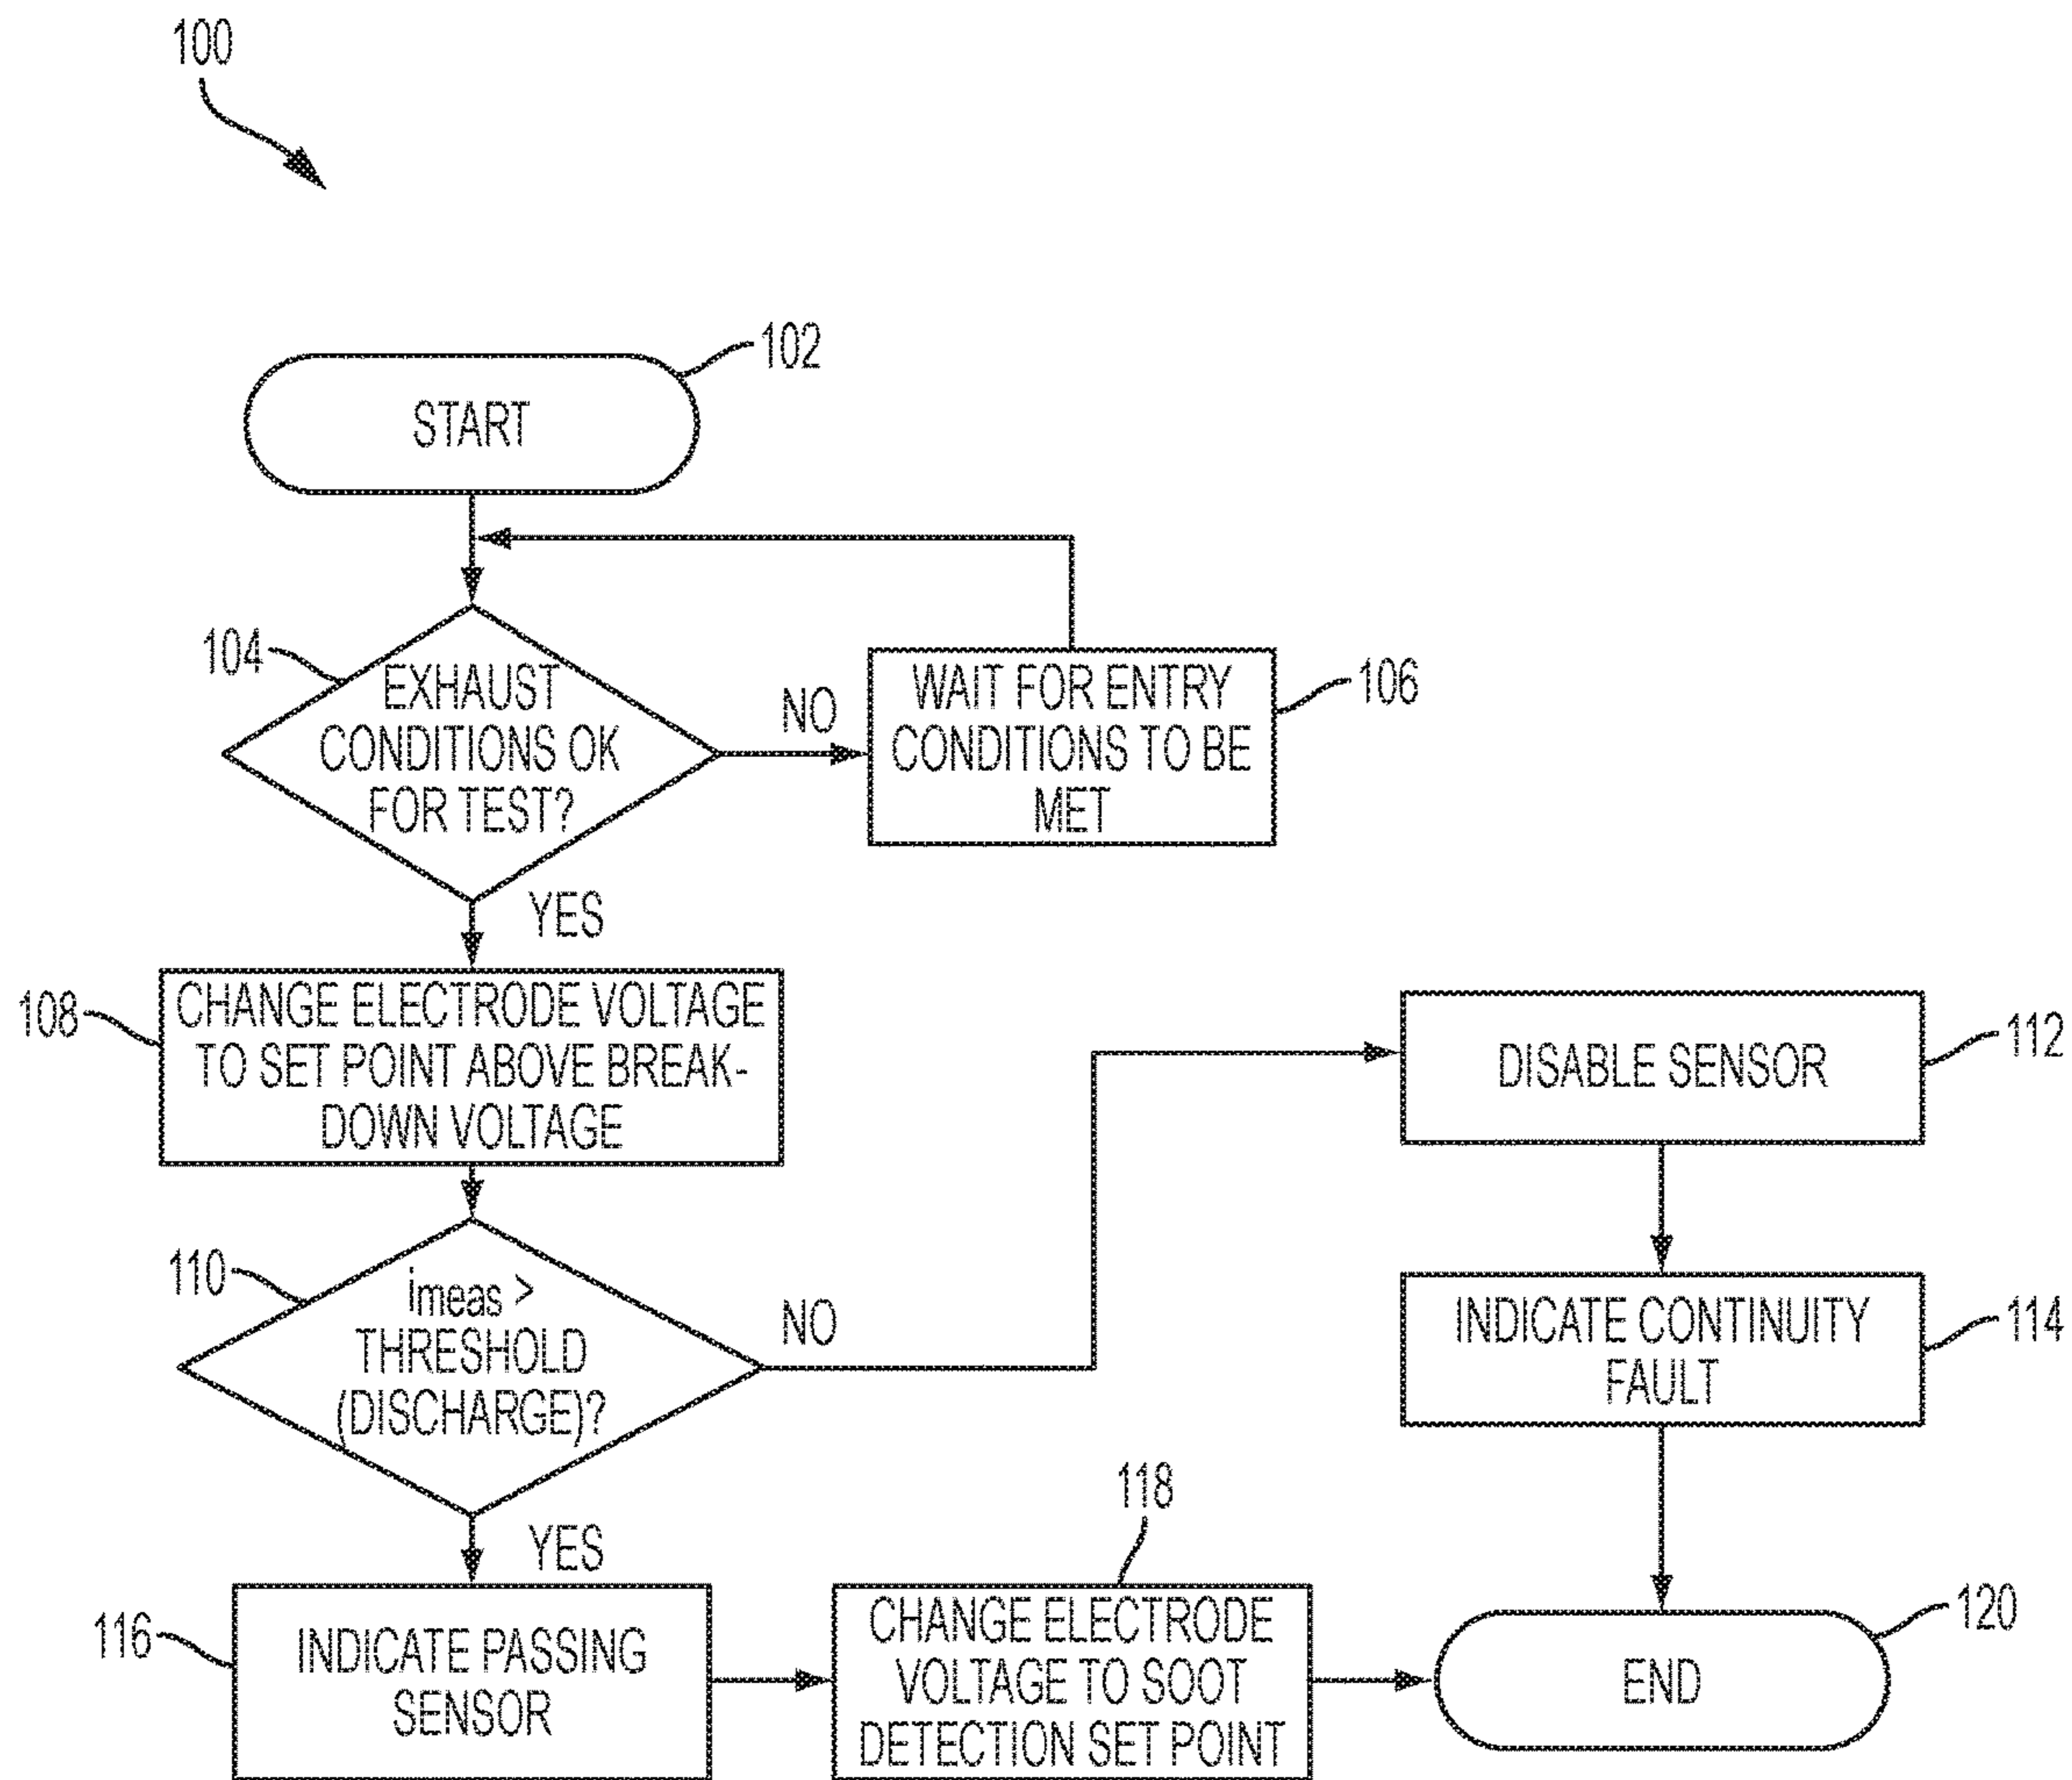 100
102
START
104
EXHAUST
CONDITIONS OK
FOR TEST?
NO
WAIT FOR ENTRY
CONDITIONS TO BE
MET
106
YES
108
CHANGE ELECTRODE VOLTAGE
TO SET POINT ABOVE BREAK-
DOWN VOLTAGE
110
imeas >
THRESHOLD
(DISCHARGE)?
NO
DISABLE SENSOR
112
INDICATE CONTINUITY
FAULT
114
YES
116
INDICATE PASSING
SENSOR
118
CHANGE ELECTRODE
VOLTAGE TO SOOT
DETECTION SET POINT
END
120